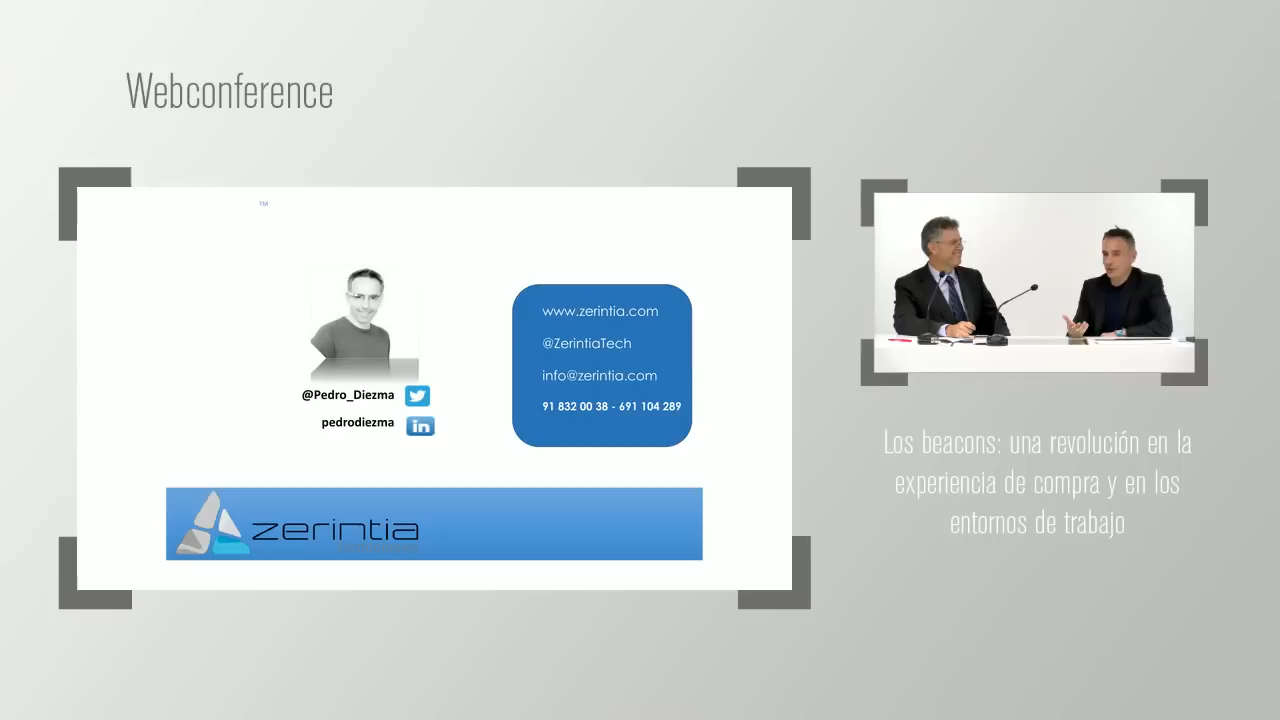 Webconference
TM
@Pedro_Diezma
pedrodiezma
in
www.zerintia.com
@ZerintiaTech
info@zerintia.com
91 832 00 38 - 691 104 289
zerintia
Los beacons: una revolución en la
experiencia de compra y en los
entornos de trabajo